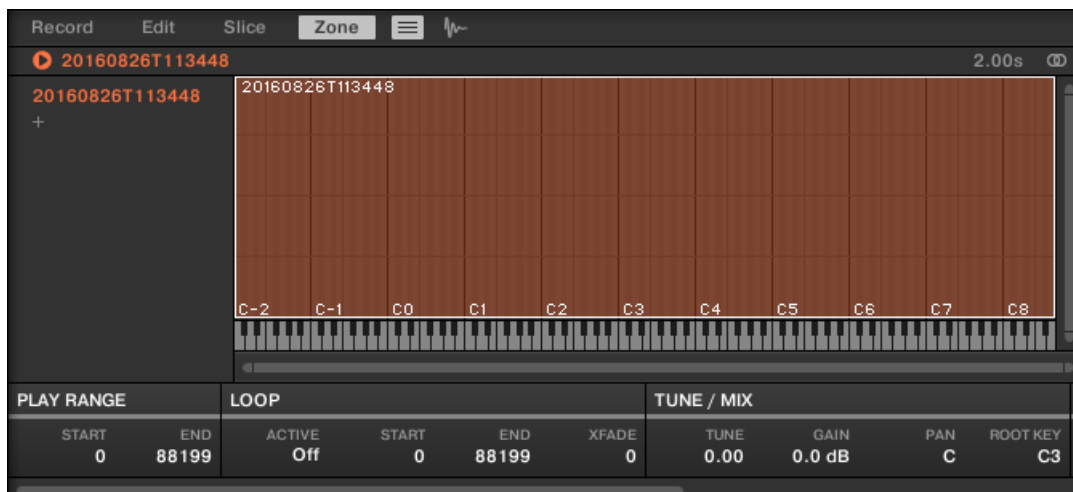 Record Edit Slice Zone
20160826T113448 2.00s
20160826T113448
+
20160826T113448
C-2 C-1 C0 C1 C2 C3 C4 C5 C6 C7 C8
PLAY RANGE LOOP TUNE / MIX
START END ACTIVE START END XFADE TUNE GAIN PAN ROOT KEY
0 88199 Off 0 88199 0 0.00 0.0 dB C C3